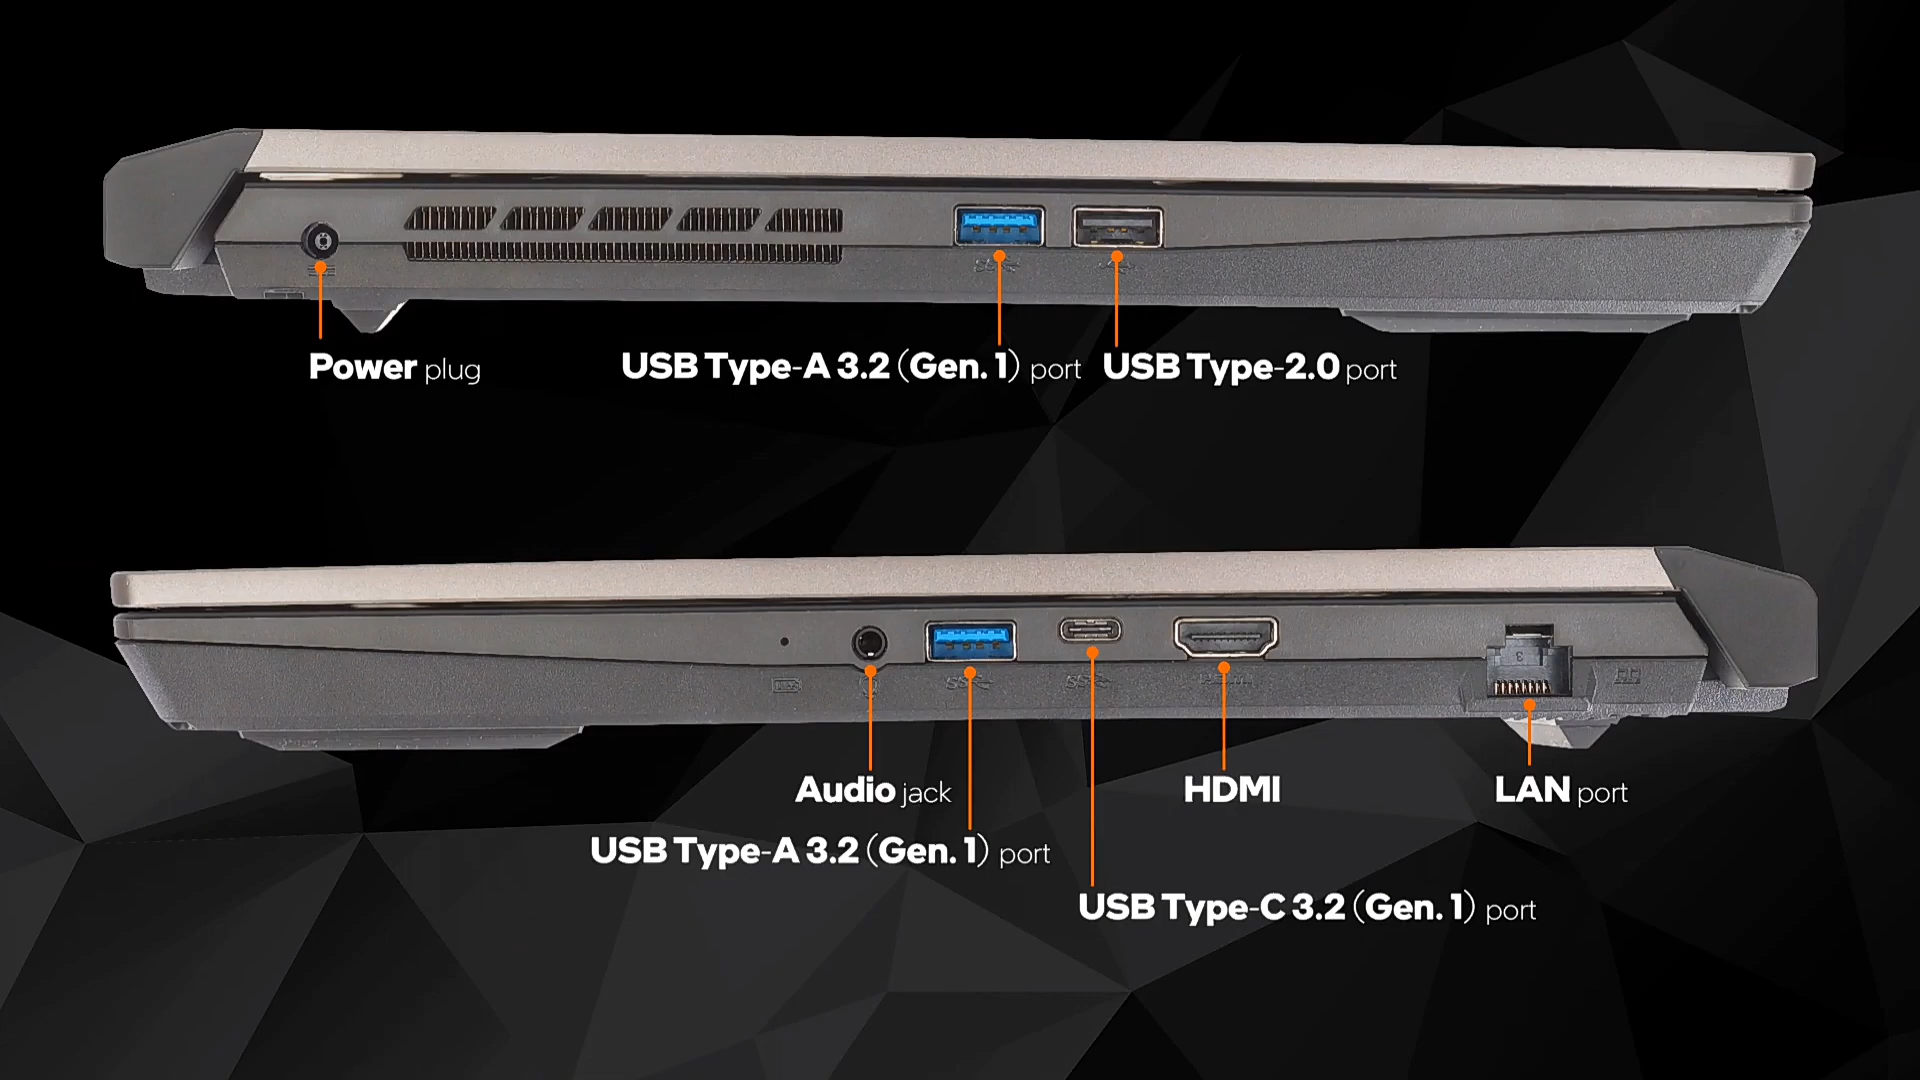 Power plug
USB Type-A 3.2 (Gen. 1) port
USB Type-2.0 port
Audio jack
HDMI
LAN port
USB Type-A 3.2 (Gen. 1) port
USB Type-C 3.2 (Gen. 1) port